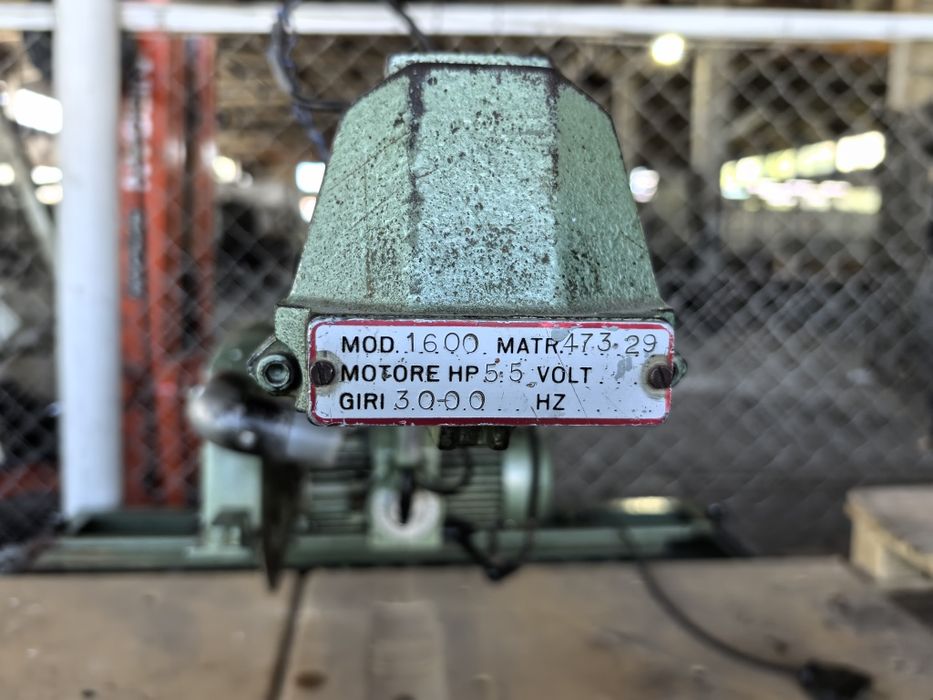 MOD. 1600 MATR. 473-29
MOTORE HP 5.5 VOLT
GIRI 3000 HZ